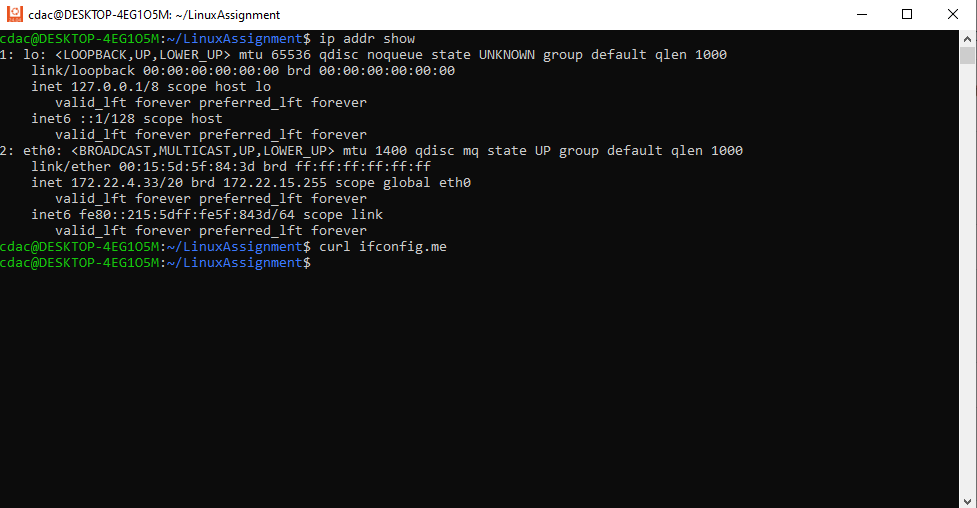 cdac@DESKTOP-4EG1O5M: ~/LinuxAssignment
cdac@DESKTOP-4EG1O5M:~/LinuxAssignment$ ip addr show
1: lo: <LOOPBACK,UP,LOWER_UP> mtu 65536 qdisc noqueue state UNKNOWN group default qlen 1000
    link/loopback 00:00:00:00:00:00 brd 00:00:00:00:00:00
    inet 127.0.0.1/8 scope host lo
       valid_lft forever preferred_lft forever
    inet6 ::1/128 scope host
       valid_lft forever preferred_lft forever
2: eth0: <BROADCAST,MULTICAST,UP,LOWER_UP> mtu 1400 qdisc mq state UP group default qlen 1000
    link/ether 00:15:5d:5f:84:3d brd ff:ff:ff:ff:ff:ff
    inet 172.22.4.33/20 brd 172.22.15.255 scope global eth0
       valid_lft forever preferred_lft forever
    inet6 fe80::215:5dff:fe5f:843d/64 scope link
       valid_lft forever preferred_lft forever
cdac@DESKTOP-4EG1O5M:~/LinuxAssignment$ curl ifconfig.me
cdac@DESKTOP-4EG1O5M:~/LinuxAssignment$